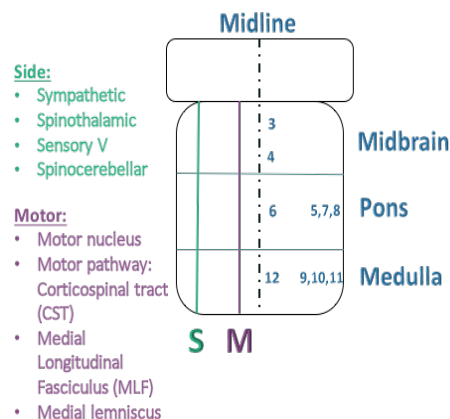 Midline
Side:
• Sympathetic
• Spinothalamic
• Sensory V
• Spinocerebellar
Motor:
• Motor nucleus
• Motor pathway:
Corticospinal tract
(CST)
• Medial
Longitudinal
Fasciculus (MLF)
• Medial lemniscus
3
4
Midbrain
6
5,7,8
Pons
12
9,10,11
Medulla
S
M